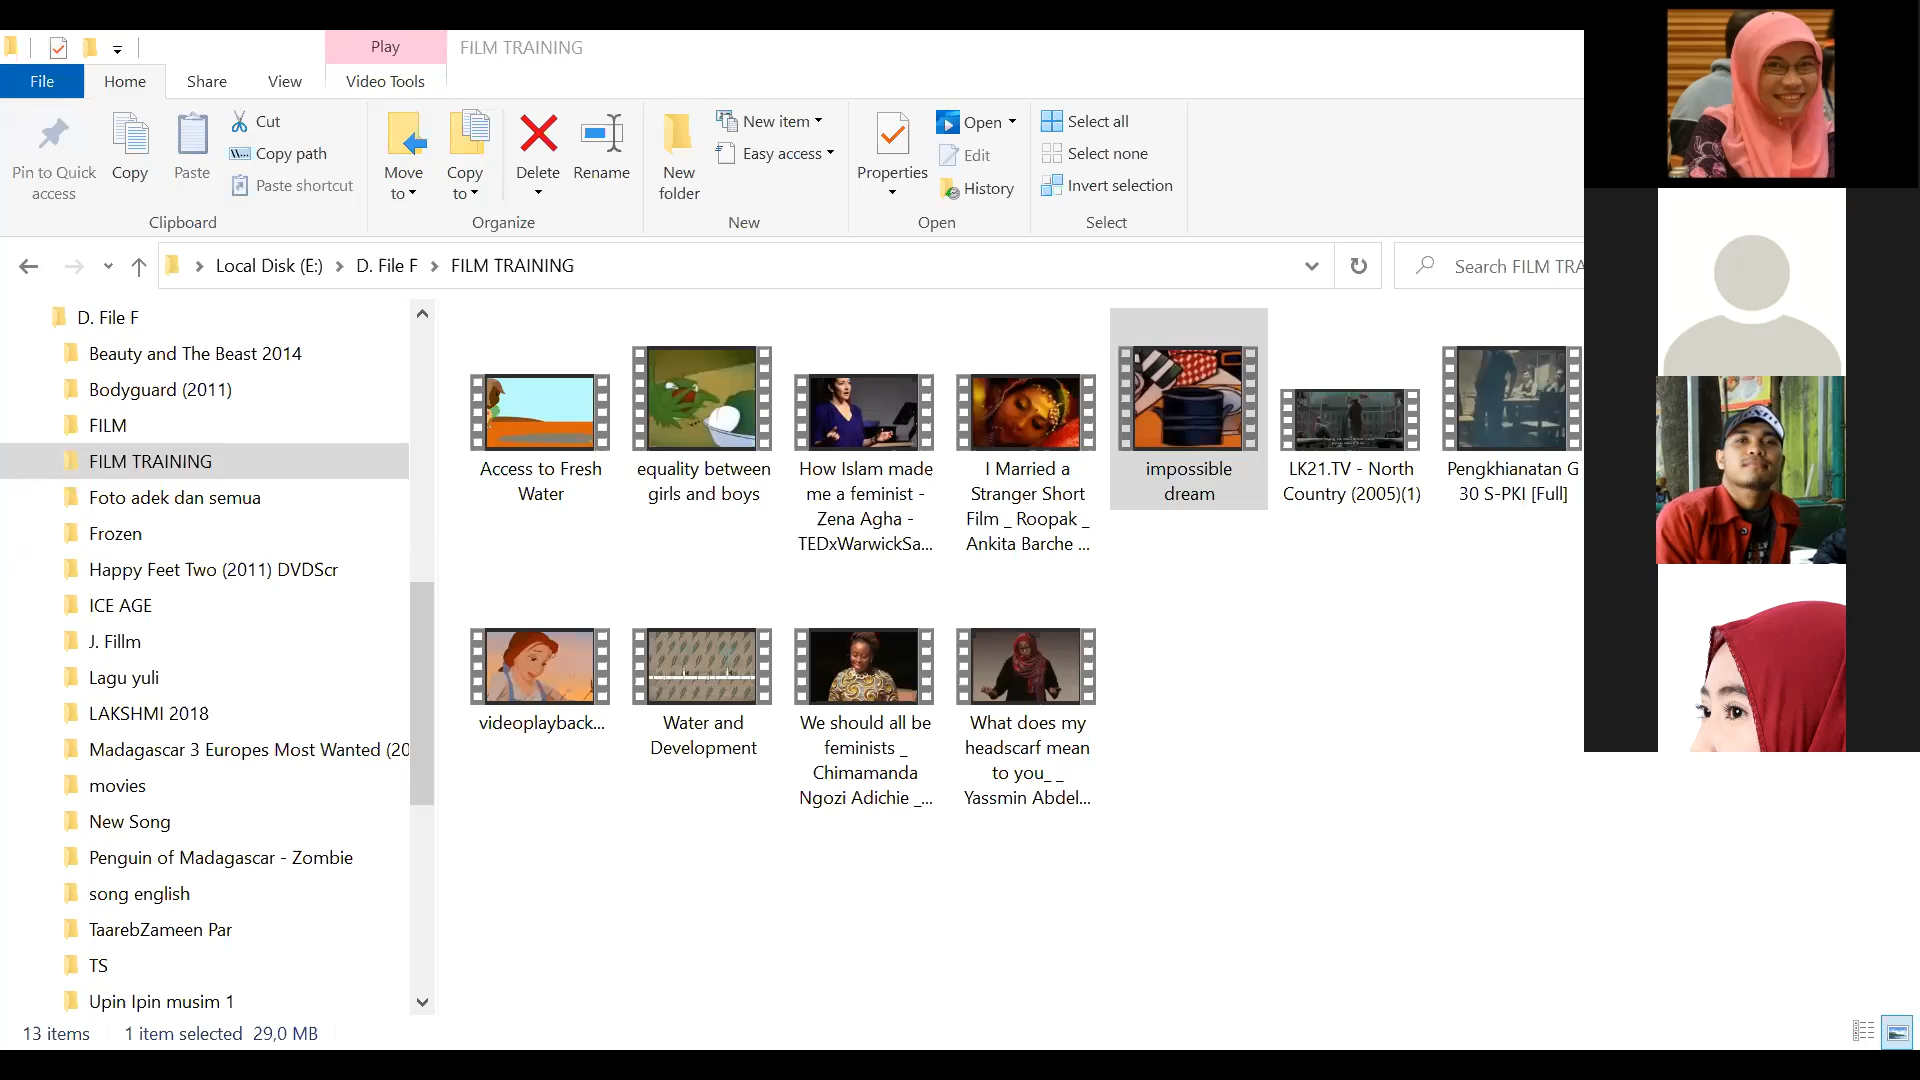 Play
FILM TRAINING
File
Home
Share
View
Video Tools
Pin to Quick
access
Copy
Paste
Cut
Copy path
Paste shortcut
Clipboard
Move
to
Copy
to
Delete
Rename
Organize
New
folder
New item
Easy access
New
Properties
Open
Edit
History
Open
Select all
Select none
Invert selection
Select
Local Disk (E:)
D. File F
FILM TRAINING
Search FILM TRA
D. File F
Beauty and The Beast 2014
Bodyguard (2011)
FILM
FILM TRAINING
Foto adek dan semua
Frozen
Happy Feet Two (2011) DVDScr
ICE AGE
J. Fillm
Lagu yuli
LAKSHMI 2018
Madagascar 3 Europes Most Wanted (20
movies
New Song
Penguin of Madagascar - Zombie
song english
TaarebZameen Par
TS
Upin Ipin musim 1
Access to Fresh
Water
equality between
girls and boys
How Islam made
me a feminist -
Zena Agha -
TEDxWarwickSa...
I Married a
Stranger Short
Film _ Roopak _
Ankita Barche ...
impossible
dream
LK21.TV - North
Country (2005)(1)
Pengkhianatan G
30 S-PKI [Full]
videoplayback...
Water and
Development
We should all be
feminists _
Chimamanda
Ngozi Adichie _...
What does my
headscarf mean
to you_ _
Yassmin Abdel...
13 items
1 item selected 29,0 MB